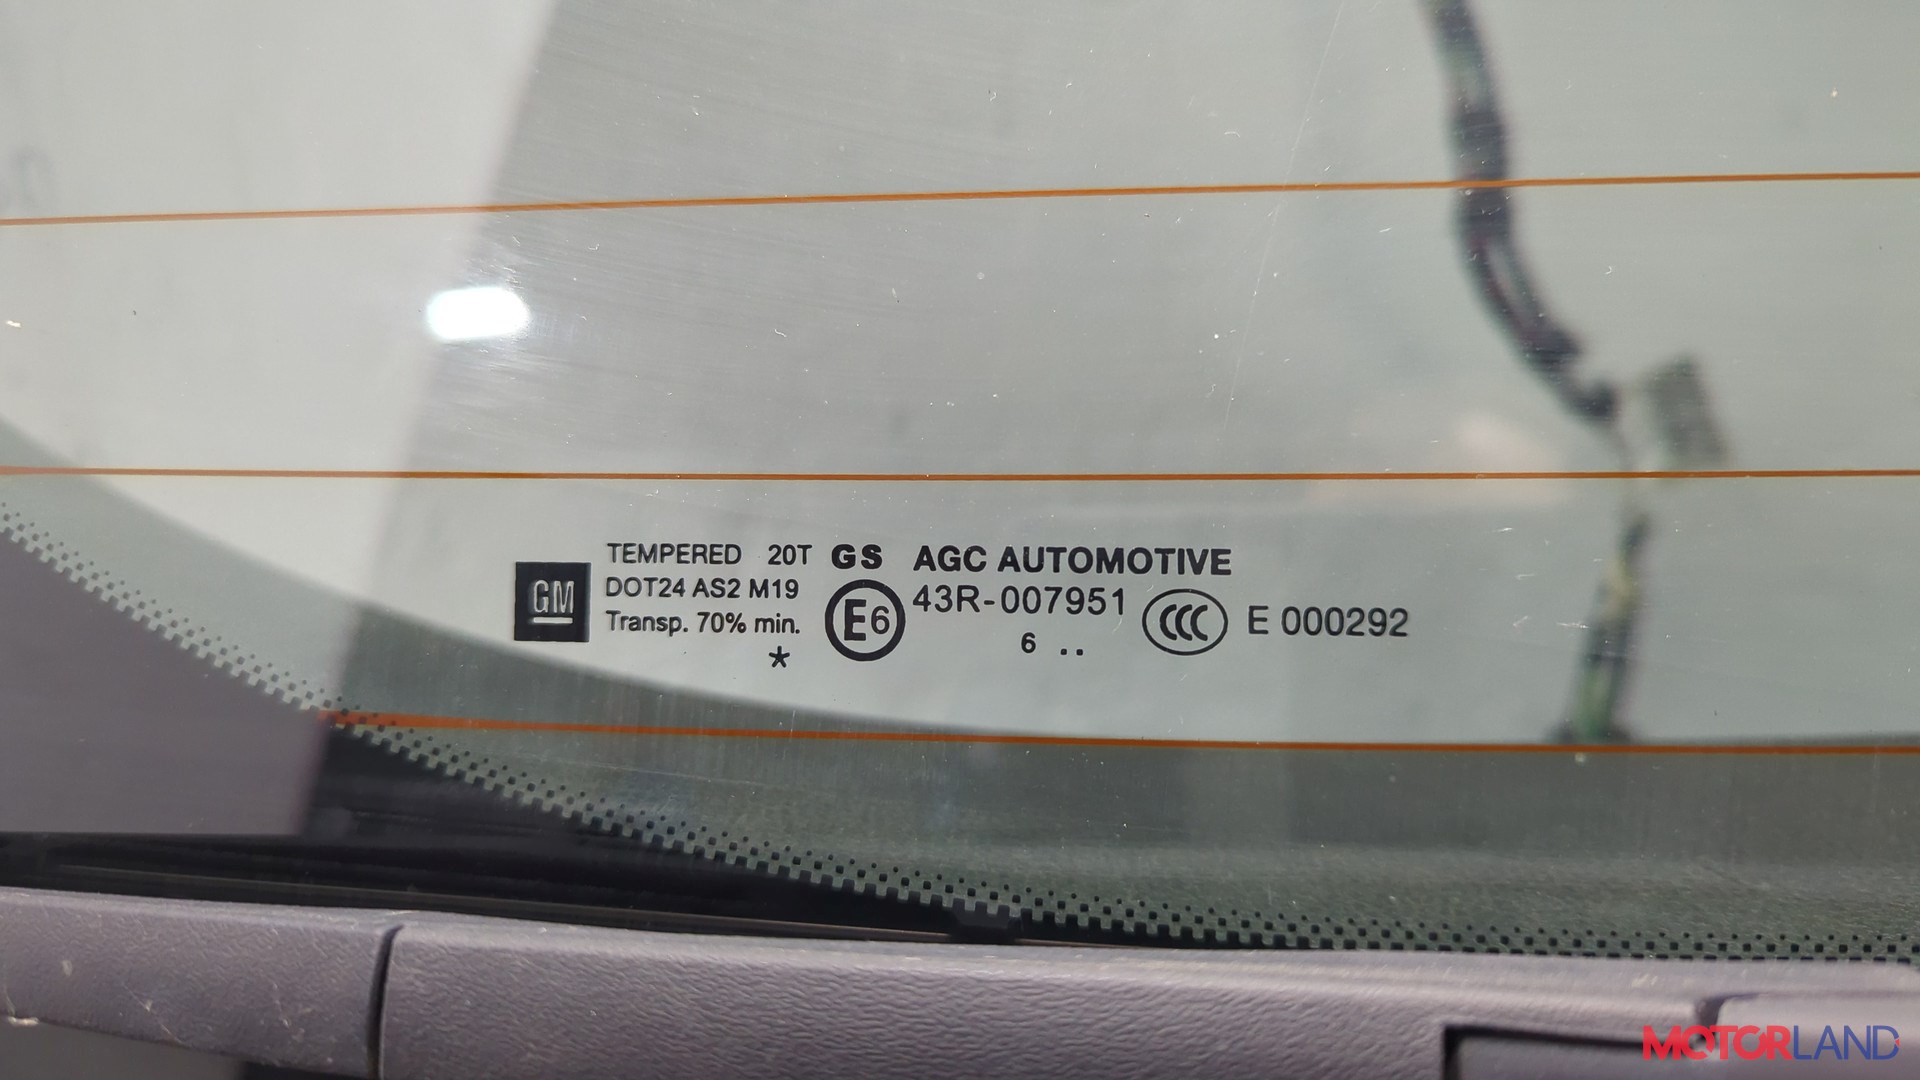 TEMPERED 20T GS AGC AUTOMOTIVE
GM DOT24 AS2 M19 E6 43R-007951 CCC E 000292
Transp. 70% min. 6 ..
*
MOTORLAND